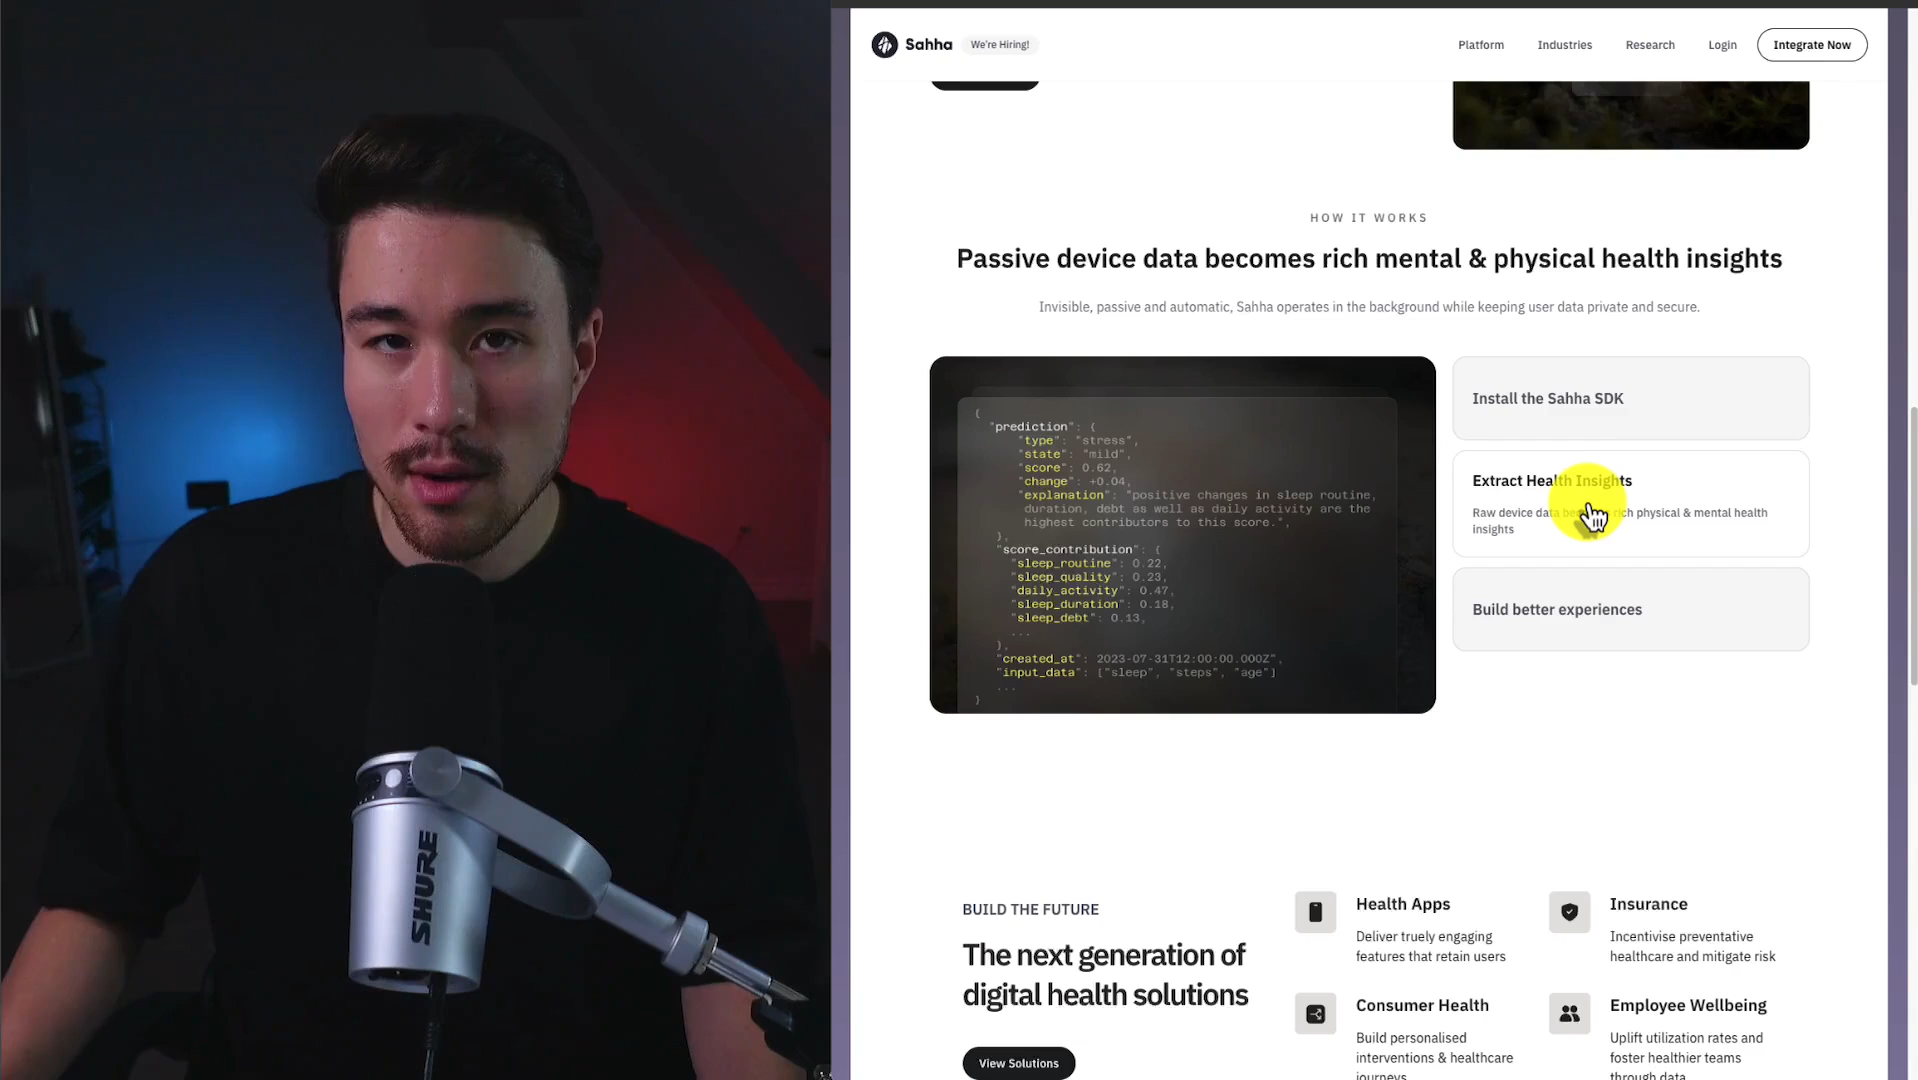 Sahha
We're Hiring!
Platform
Industries
Research
Login
Integrate Now
HOW IT WORKS
Passive device data becomes rich mental & physical health insights
Invisible, passive and automatic, Sahha operates in the background while keeping user data private and secure.
{
"prediction": {
"type": "stress",
"state": "mild",
"score": 0.62,
"change": +0.04,
"explanation": "positive changes in sleep routine,
duration, debt as well as daily activity are the
highest contributors to this score.",
},
"score_contribution": {
"sleep_routine": 0.22,
"sleep_quality": 0.23,
"daily_activity": 0.47,
"sleep_duration": 0.18,
"sleep_debt": 0.13,
...
},
"created_at": 2023-07-31T12:00:00.000Z",
"input_data": ["sleep", "steps", "age"]
...
}
Install the Sahha SDK
Extract Health Insights
Raw device data rich physical & mental health
insights
Build better experiences
BUILD THE FUTURE
The next generation of
digital health solutions
View Solutions
Health Apps
Deliver truely engaging
features that retain users
Insurance
Incentivise preventative
healthcare and mitigate risk
Consumer Health
Build personalised
interventions & healthcare
journeys
Employee Wellbeing
Uplift utilization rates and
foster healthier teams
through data
SHURE